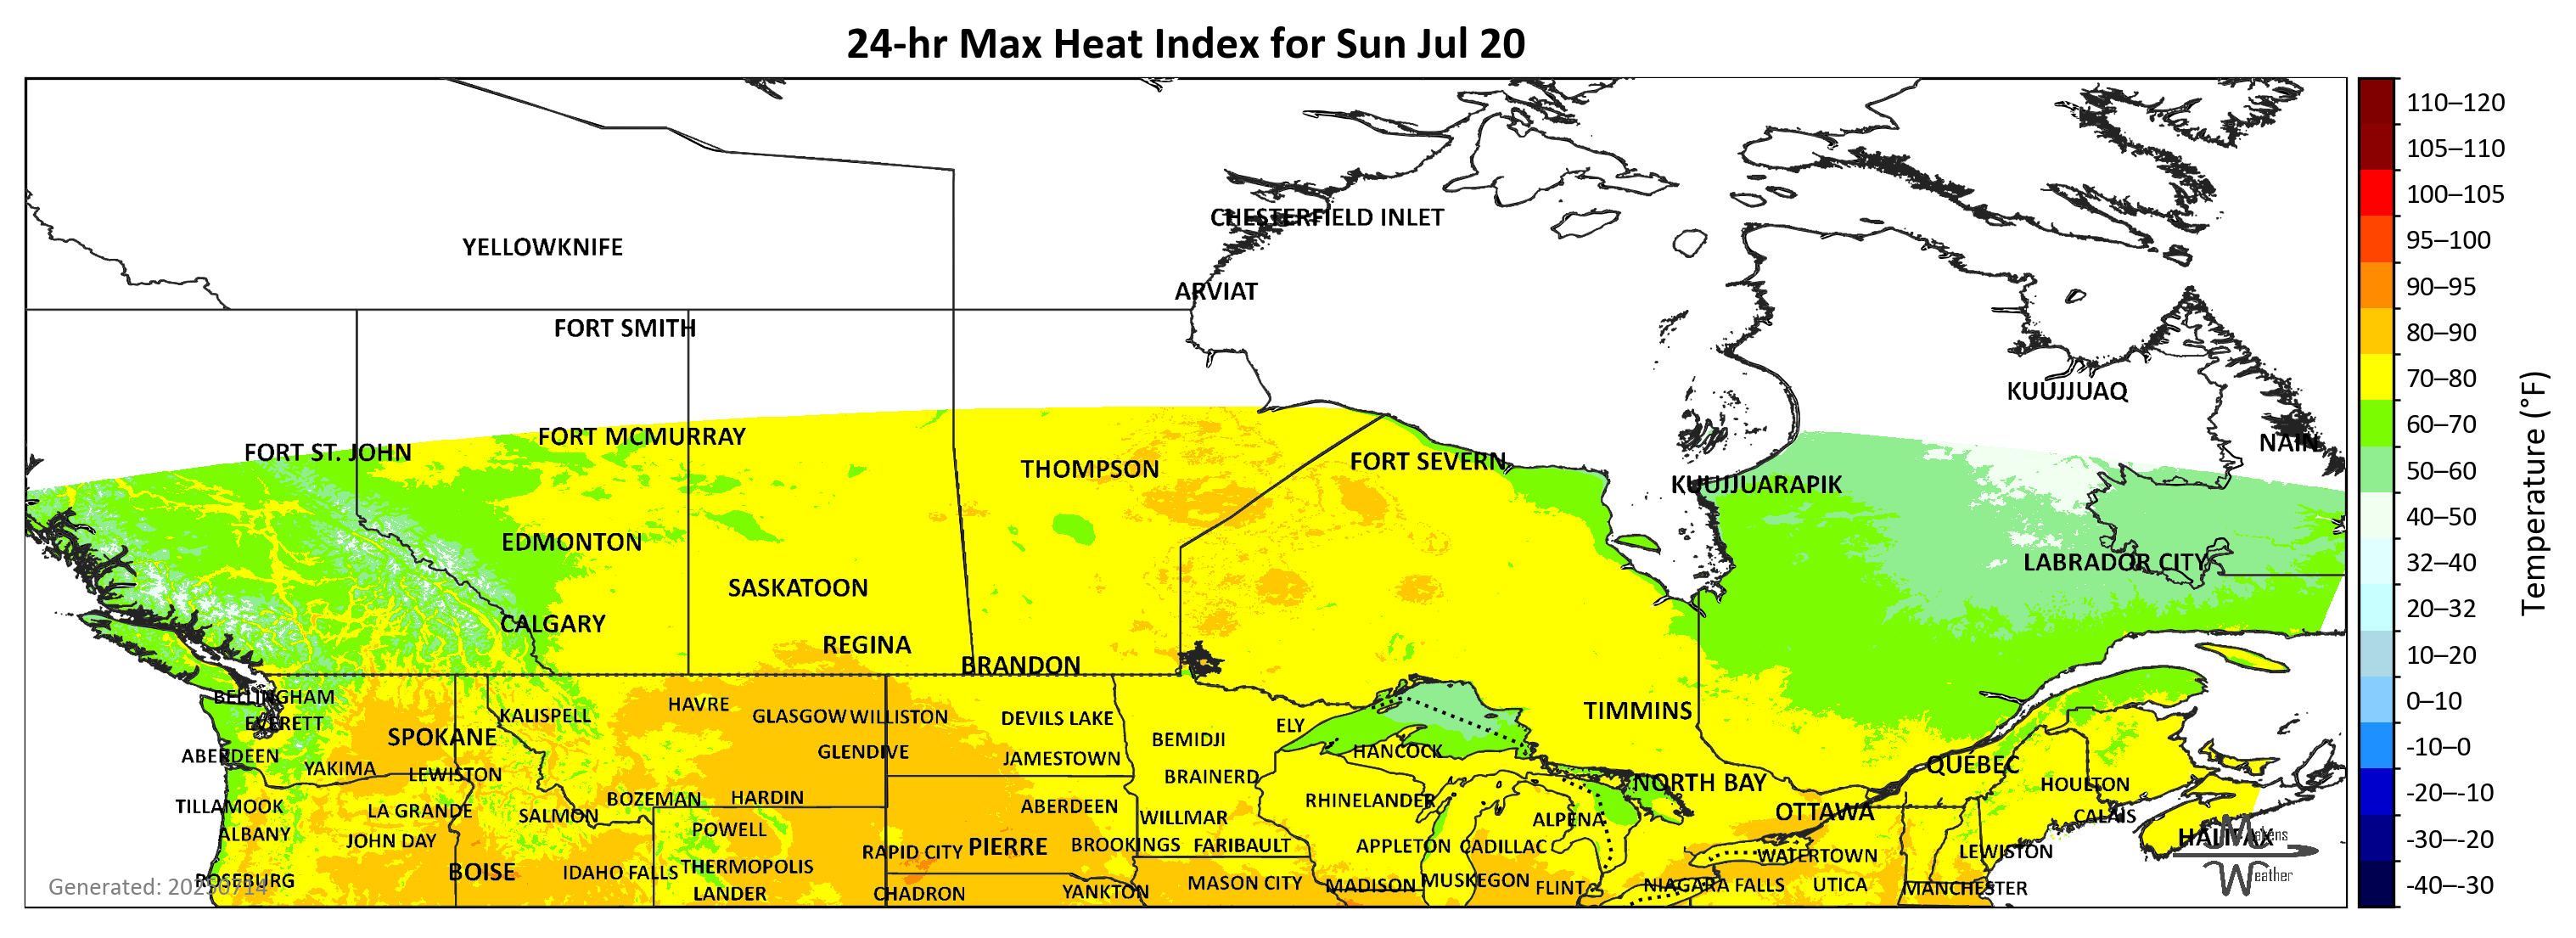 24-hr Max Heat Index for Sun Jul 20
110–120
105–110
CHESTERFIELD INLET
100–105
YELLOWKNIFE
95–100
ARVIAT
90–95
FORT SMITH
80–90
70–80
KUUJJUAQ
60–70
FORT MCMURRAY
NAIN
FORT ST. JOHN
FORT SEVERN
THOMPSON
50–60
KUUJJUARAPIK
40–50
EDMONTON
LABRADOR CITY
32–40
SASKATOON
20–32
CALGARY
REGINA
10–20
BRANDON
Temperature (°F)
BELLINGHAM
0–10
HAVRE
TIMMINS
KALISPELL
GLASGOW WILLISTON
DEVILS LAKE
EVERETT
ELY
SPOKANE
BEMIDJI
-10–0
GLENDIVE
HANCOCK
ABERDEEN
JAMESTOWN
QUÉBEC
YAKIMA
LEWISTON
BRAINERD
NORTH BAY
HOULTON
-20–-10
BOZEMAN
HARDIN
RHINELANDER
TILLAMOOK
ABERDEEN
LA GRANDE
OTTAWA
SALMON
CALAIS
WILLMAR
ALPENA
POWELL
ALBANY
-30–-20
HALIFAX
Makens
JOHN DAY
BROOKINGS
FARIBAULT
APPLETON
CADILLAC
PIERRE
RAPID CITY
LEWISTON
WATERTOWN
THERMOPOLIS
BOISE
IDAHO FALLS
Weather
ROSEBURG
MUSKEGON
MASON CITY
-40–-30
MADISON
NIAGARA FALLS
UTICA
Generated: 20250714
FLINT
MANCHESTER
YANKTON
LANDER
CHADRON